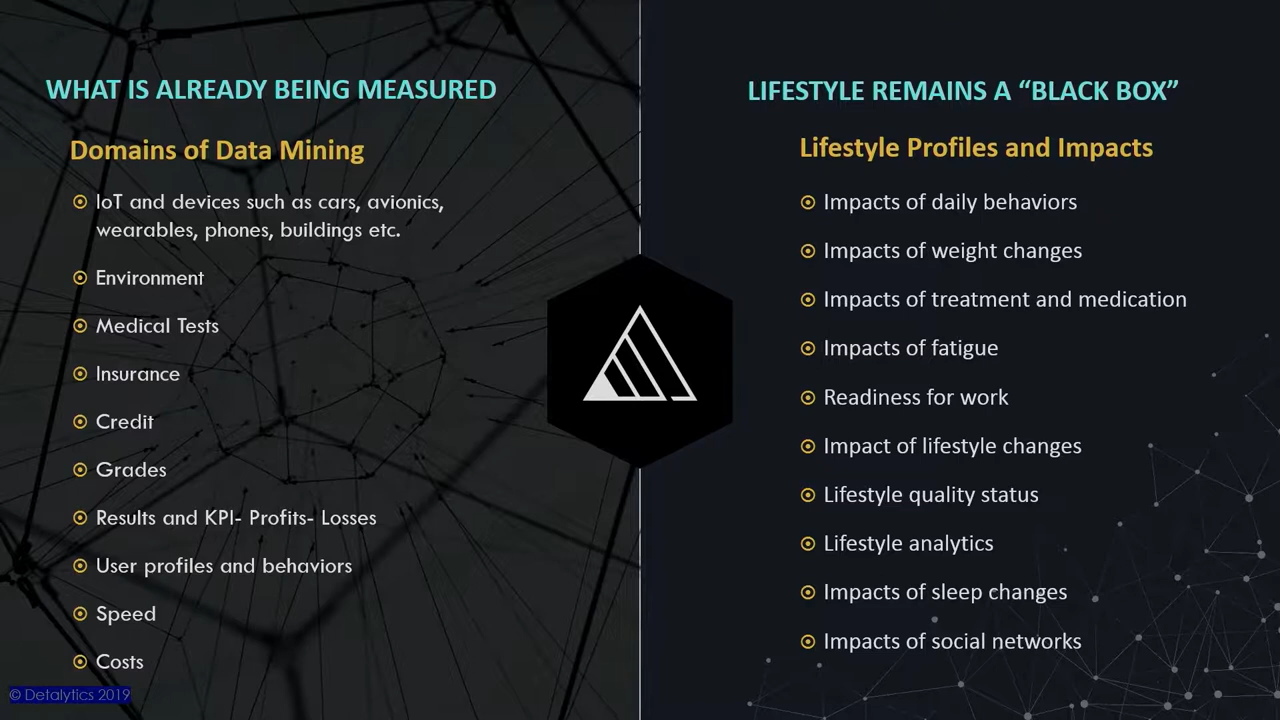 WHAT IS ALREADY BEING MEASURED
Domains of Data Mining
IoT and devices such as cars, avionics,
wearables, phones, buildings etc.
Environment
Medical Tests
Insurance
Credit
Grades
Results and KPI- Profits- Losses
User profiles and behaviors
Speed
Costs
© Detalytics 2019
LIFESTYLE REMAINS A “BLACK BOX”
Lifestyle Profiles and Impacts
Impacts of daily behaviors
Impacts of weight changes
Impacts of treatment and medication
Impacts of fatigue
Readiness for work
Impact of lifestyle changes
Lifestyle quality status
Lifestyle analytics
Impacts of sleep changes
Impacts of social networks